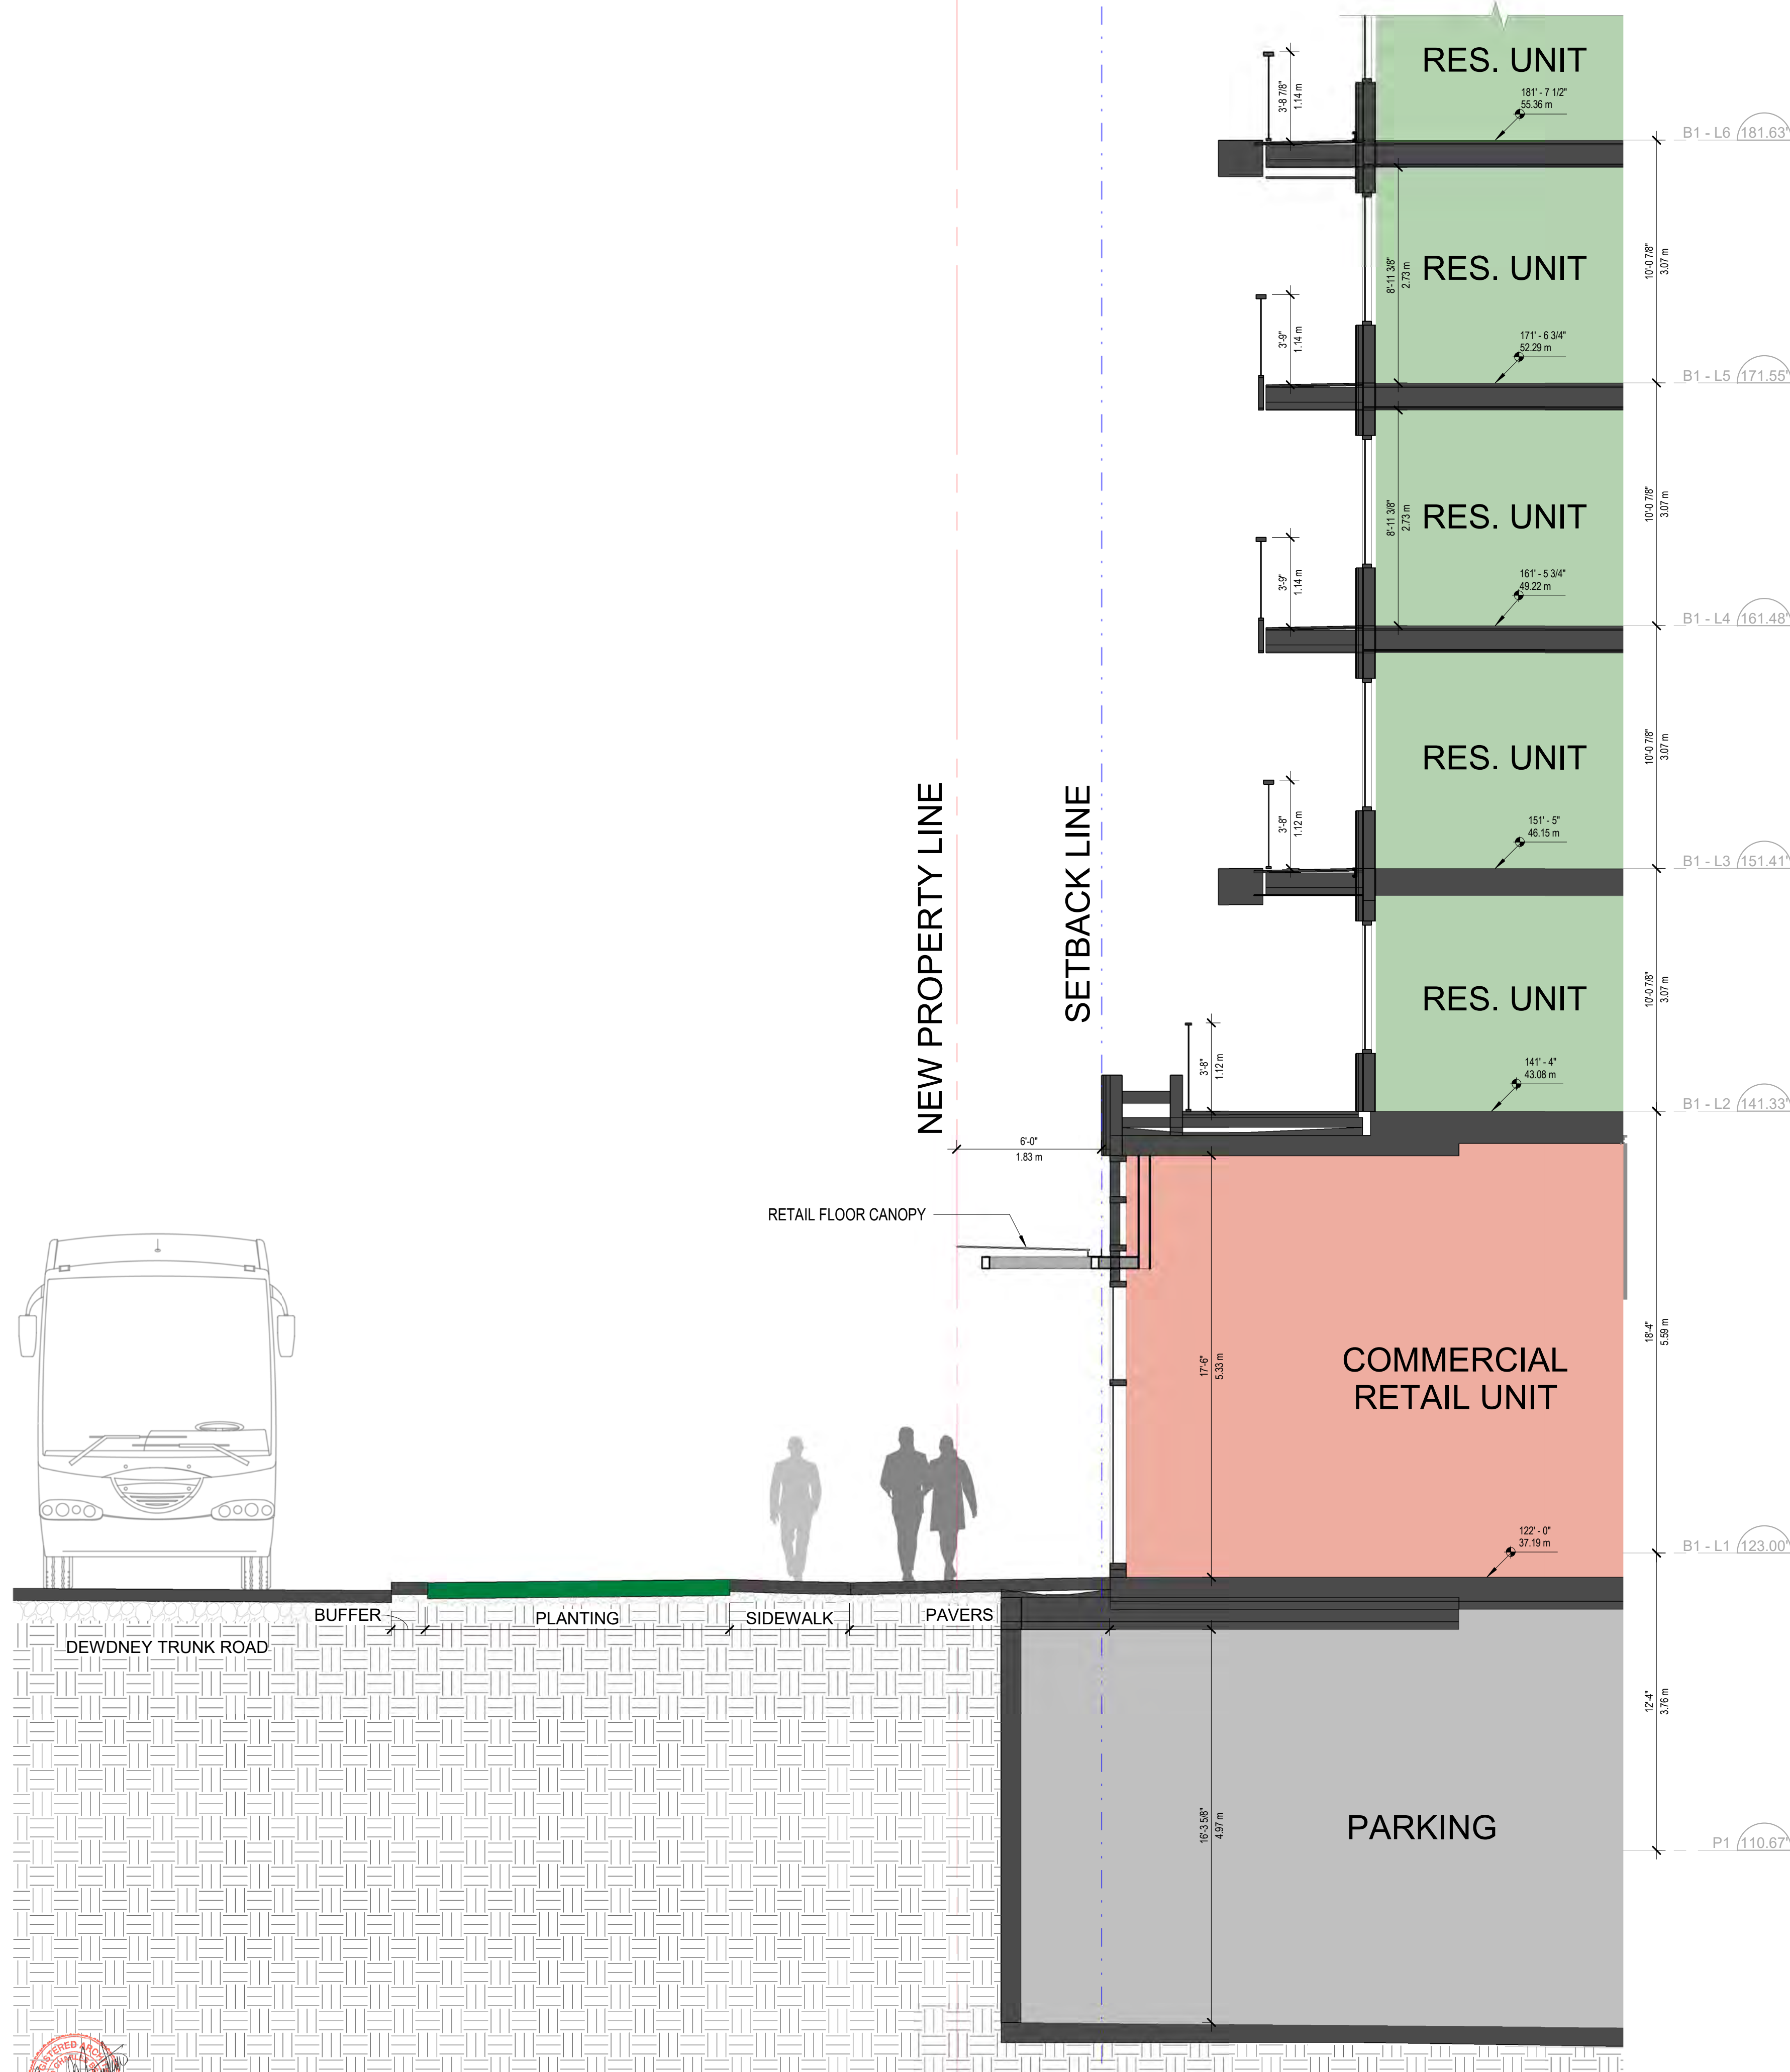 RES. UNIT
3'-8 7/8"
1.14 m
181' - 7 1/2"
55.36 m
B1 - L6
181.63'
RES. UNIT
8'-11 3/8"
2.73 m
10'-0 7/8"
3.07 m
3'-9"
1.14 m
171' - 6 3/4"
52.29 m
B1 - L5
171.55'
RES. UNIT
8'-11 3/8"
2.73 m
10'-0 7/8"
3.07 m
3'-9"
1.14 m
161' - 5 3/4"
49.22 m
B1 - L4
161.48'
RES. UNIT
10'-0 7/8"
3.07 m
NEW PROPERTY LINE
SETBACK LINE
3'-8"
1.12 m
151' - 5"
46.15 m
B1 - L3
151.41'
RES. UNIT
10'-0 7/8"
3.07 m
3'-8"
1.12 m
141' - 4"
43.08 m
B1 - L2
141.33'
6'-0"
1.83 m
RETAIL FLOOR CANOPY
17'-6"
5.33 m
COMMERCIAL
RETAIL UNIT
18'-4"
5.59 m
122' - 0"
37.19 m
B1 - L1
123.00'
BUFFER
PLANTING
SIDEWALK
PAVERS
DEWDNEY TRUNK ROAD
12'-4"
3.76 m
16'-3 5/8"
4.97 m
PARKING
P1
110.67'